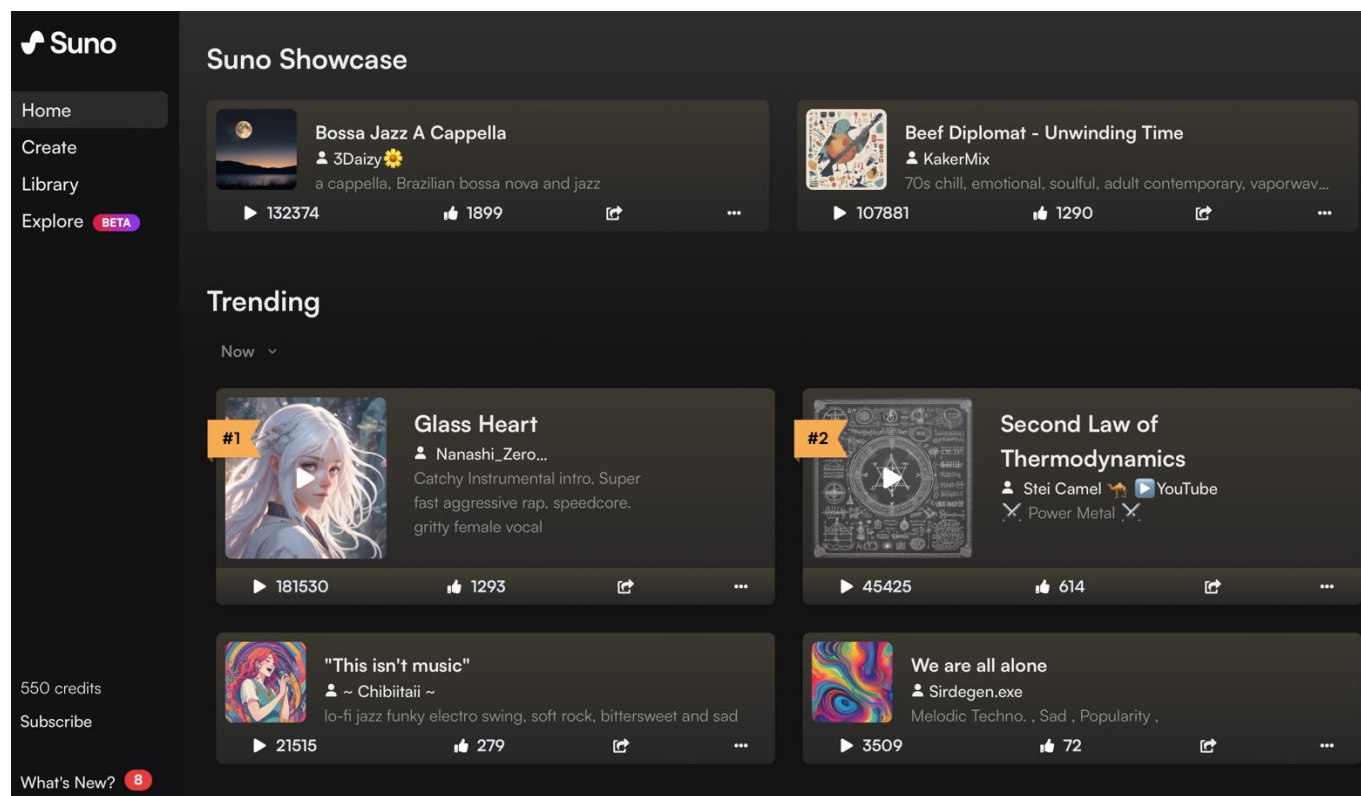 Suno
Home
Create
Library
Explore BETA
550 credits
Subscribe
What's New? 8
Suno Showcase
Bossa Jazz A Cappella
3Daizy🌼
a cappella, Brazilian bossa nova and jazz
132374 1899
Beef Diplomat - Unwinding Time
KakerMix
70s chill, emotional, soulful, adult contemporary, vaporwav...
107881 1290
Trending
Now
#1
Glass Heart
Nanashi_Zero...
Catchy Instrumental intro. Super
fast aggressive rap. speedcore.
gritty female vocal
181530 1293
#2
Second Law of
Thermodynamics
Stei Camel 🐪 ▶️YouTube
⚔ Power Metal ⚔
45425 614
"This isn't music"
~ Chibiitaii ~
lo-fi jazz funky electro swing, soft rock, bittersweet and sad
21515 279
We are all alone
Sirdegen.exe
Melodic Techno. , Sad , Popularity ,
3509 72